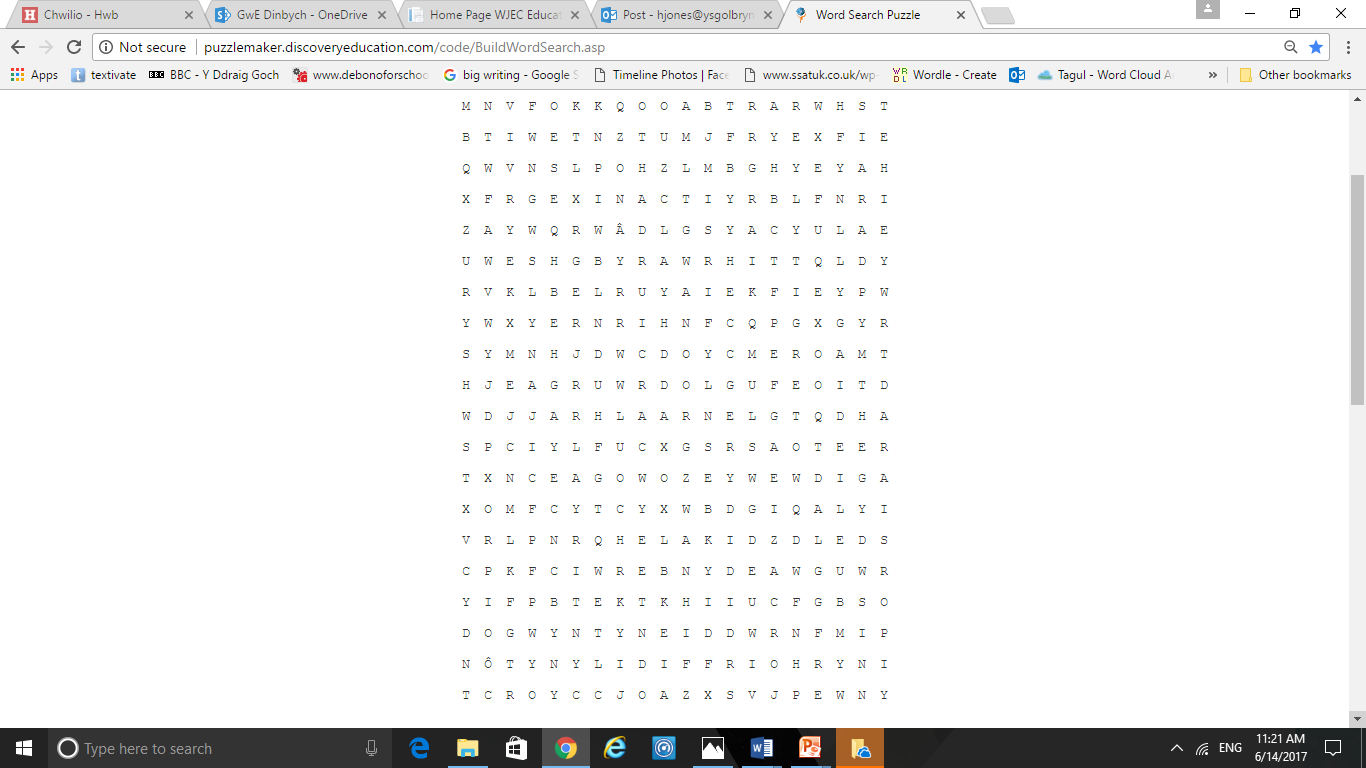 Chwilio - Hwb
GwE Dinbych - OneDrive
Home Page WJEC Educat
Post - hjones@ysgolbryn
Word Search Puzzle
Not secure puzzlemaker.discoveryeducation.com/code/BuildWordSearch.asp
Apps textivate BBC - Y Ddraig Goch www.debonoforschoo big writing - Google S Timeline Photos | Face www.ssatuk.co.uk/wp- Wordle - Create Tagul - Word Cloud A » Other bookmarks
M N V F O K K Q O O A B T R A R W H S T
B T I W E T N Z T U M J F R Y E X F I E
Q W V N S L P O H Z L M B G H Y E Y A H
X F R G E X I N A C T I Y R B L F N R I
Z A Y W Q R W Â D L G S Y A C Y U L A E
U W E S H G B Y R A W R H I T T Q L D Y
R V K L B E L R U Y A I E K F I E Y P W
Y W X Y E R N R I H N F C Q P G X G Y R
S Y M N H J D W C D O Y C M E R O A M T
H J E A G R U W R D O L G U F E O I T D
W D J J A R H L A A R N E L G T Q D H A
S P C I Y L F U C X G S R S A O T E E R
T X N C E A G O W O Z E Y W E W D I G A
X O M F C Y T C Y X W B D G I Q A L Y I
V R L P N R Q H E L A K I D Z D L E D S
C P K F C I W R E B N Y D E A W G U W R
Y I F P B T E K T K H I I U C F G B S O
D O G W Y N T Y N E I D D W R N F M I P
N Ô T Y N Y L I D I F F R I O H R Y N I
T C R O Y C C J O A Z X S V J P E W N Y
Type here to search
ENG
11:21 AM
6/14/2017